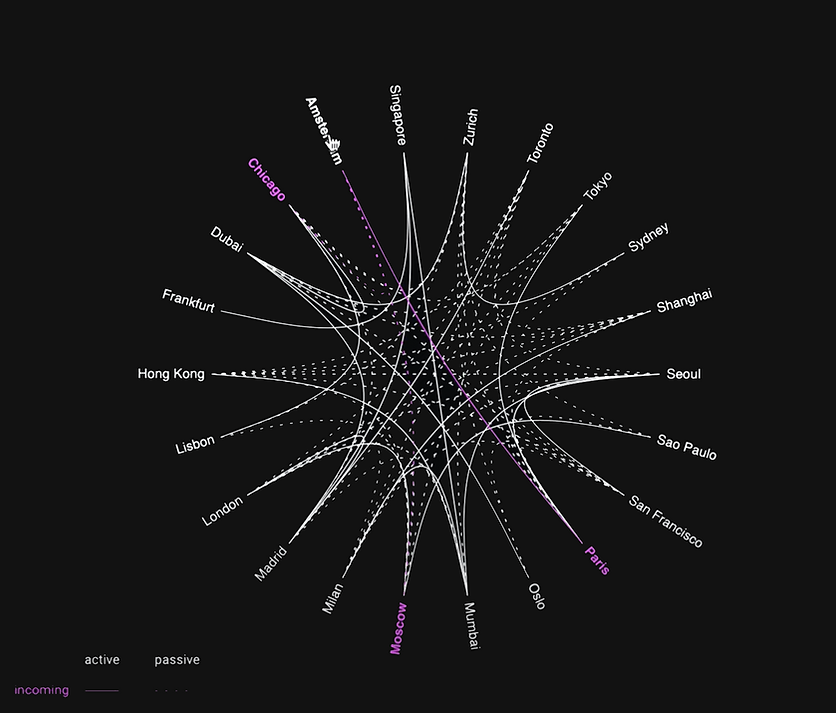 Singapore
Zurich
Toronto
Tokyo
Sydney
Shanghai
Seoul
Sao Paulo
San Francisco
Paris
Oslo
Mumbai
Moscow
Milan
Madrid
London
Lisbon
Hong Kong
Frankfurt
Dubai
Chicago
Amsterdam
active passive
incoming